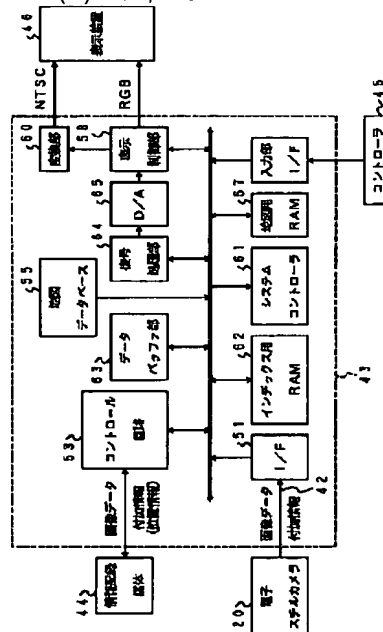 46
表示装置
NTSC
RGB
60
変換部
58
表示
制御部
65
D/A
64
信号
処理部
55
地図
データベース
63
データ
バッファ部
53
コントロール
回路
画像データ
付加情報
(位置情報)
44
情報記録
媒体
入力部
I/F
67
地図用
RAM
61
システム
コントローラ
62
インデックス用
RAM
51
I/F
43
画像データ
付加情報
42
20
電子
スチルカメラ
コントローラ
45